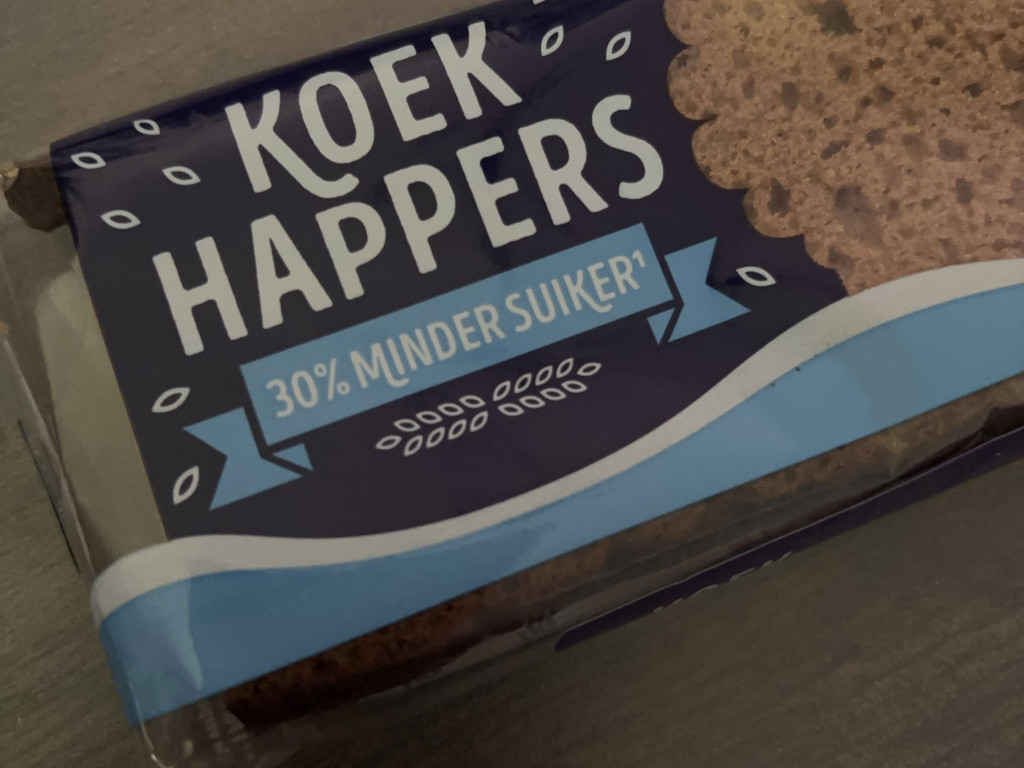 KOEK
HAPPERS
30% MINDER SUIKER¹